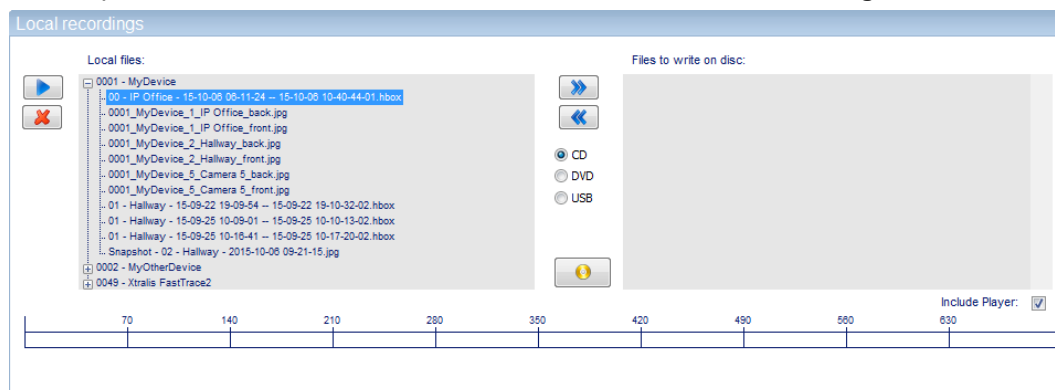 Local recordings
Local files:
0001 - MyDevice
00 - IP Office - 15-10-06 06-11-24 -- 15-10-06 10-40-44-01.hbox
0001_MyDevice_1_IP Office_back.jpg
0001_MyDevice_1_IP Office_front.jpg
0001_MyDevice_2_Hallway_back.jpg
0001_MyDevice_2_Hallway_front.jpg
0001_MyDevice_5_Camera 5_back.jpg
0001_MyDevice_5_Camera 5_front.jpg
01 - Hallway - 15-09-22 19-09-54 -- 15-09-22 19-10-32-02.hbox
01 - Hallway - 15-09-25 10-09-01 -- 15-09-25 10-10-13-02.hbox
01 - Hallway - 15-09-25 10-16-41 -- 15-09-25 10-17-20-02.hbox
Snapshot - 02 - Hallway - 2015-10-06 09-21-15.jpg
0002 - MyOtherDevice
0049 - Xtralis FastTrace2
CD
DVD
USB
Files to write on disc:
Include Player:
70 140 210 280 350 420 490 560 630